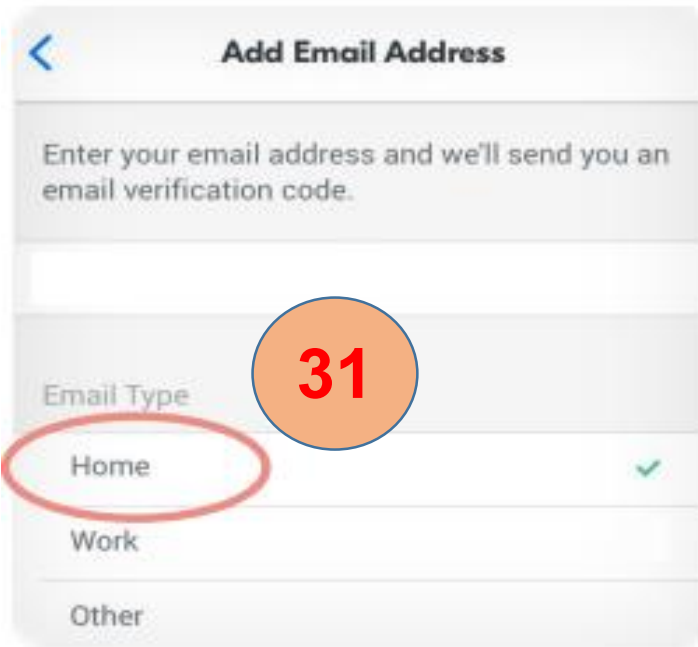 Add Email Address
Enter your email address and we'll send you an
email verification code.
31
Email Type
Home
Work
Other